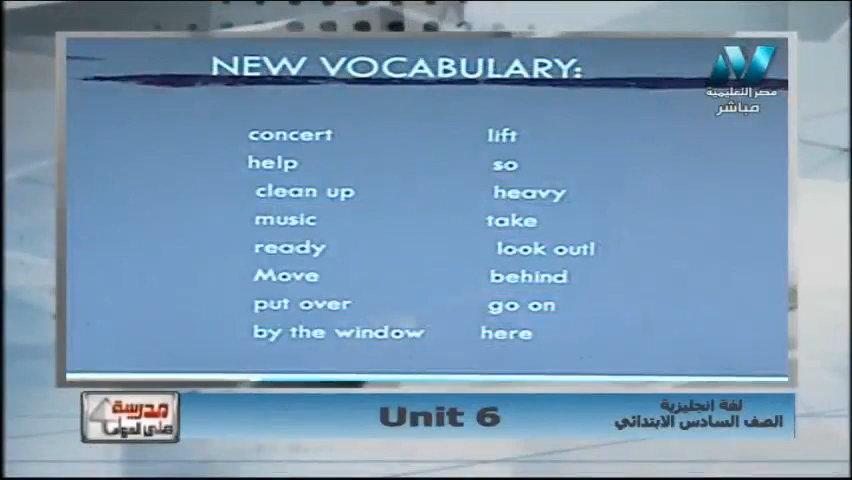 NEW VOCABULARY:
مصر التعليمية
مباشر
concert lift
help so
clean up heavy
music take
ready look out!
Move behind
put over go on
by the window here
مدرسة
على الهواء
Unit 6
لغة انجليزية
الصف السادس الابتدائي